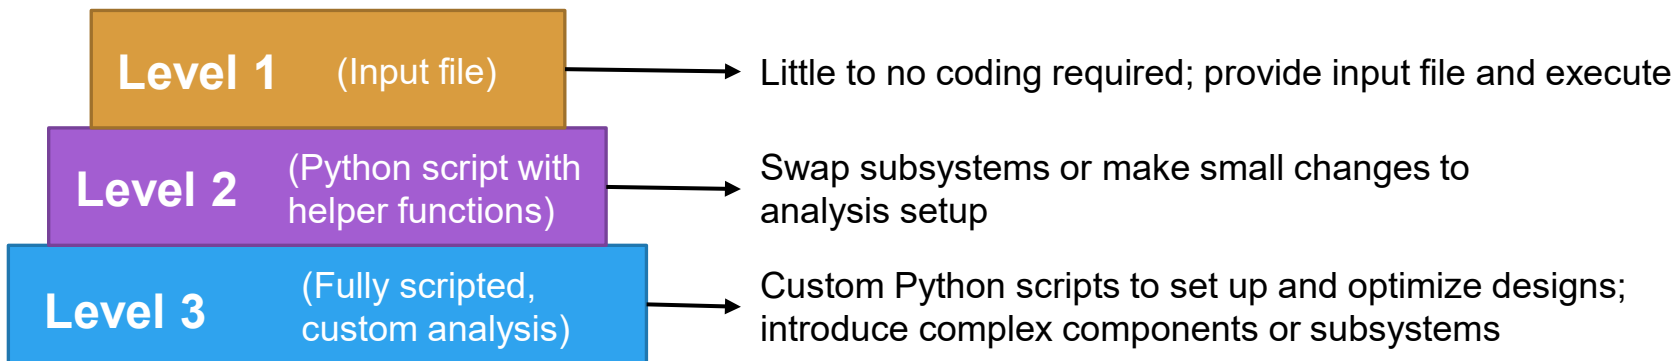 Level 1 (Input file) Little to no coding required; provide input file and execute
Level 2 (Python script with
helper functions)
Swap subsystems or make small changes to
analysis setup
Level 3 (Fully scripted,
custom analysis)
Custom Python scripts to set up and optimize designs;
introduce complex components or subsystems